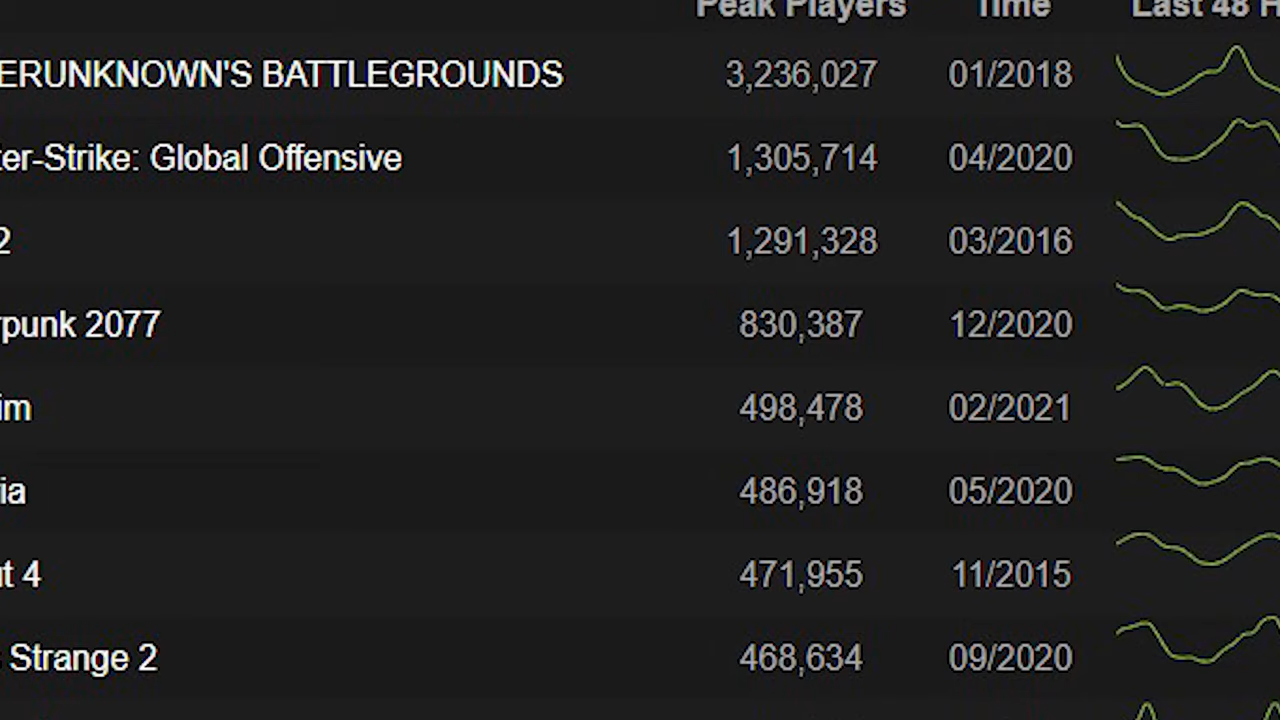 Peak Players Time Last 48 H
ERUNKNOWN'S BATTLEGROUNDS 3,236,027 01/2018
ter-Strike: Global Offensive 1,305,714 04/2020
2 1,291,328 03/2016
rpunk 2077 830,387 12/2020
im 498,478 02/2021
ia 486,918 05/2020
ut 4 471,955 11/2015
Strange 2 468,634 09/2020